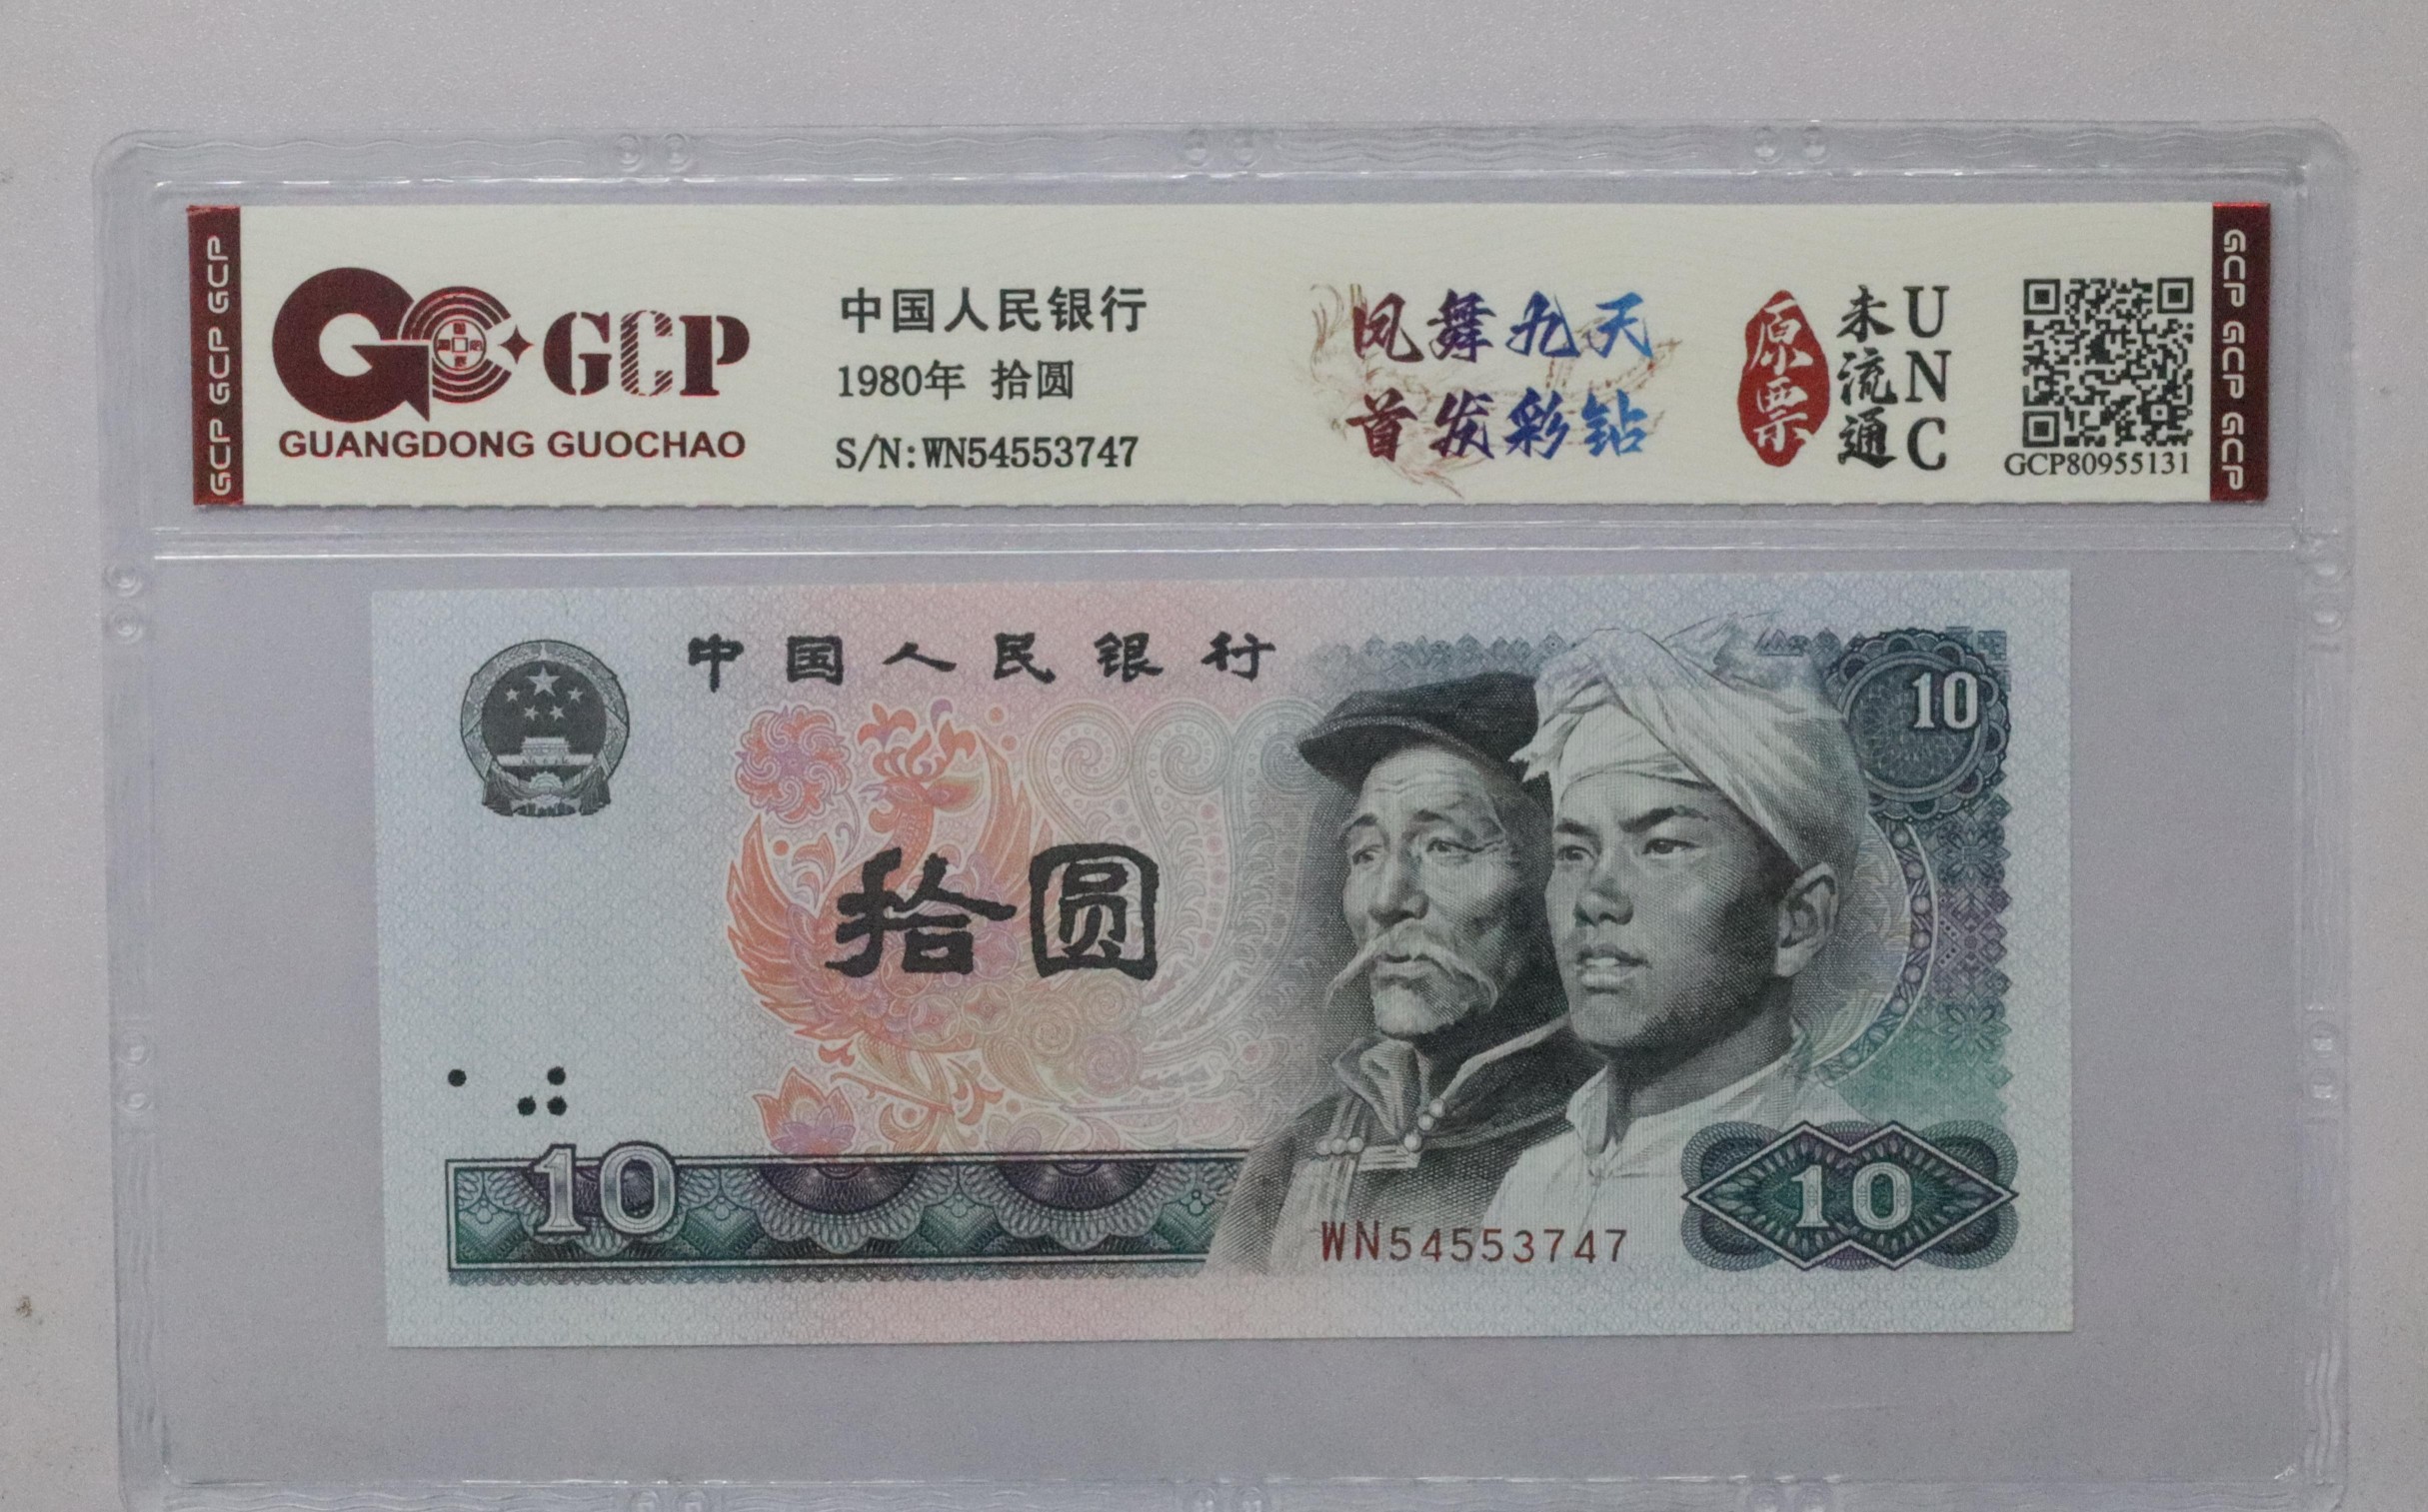 GCP GCP GCP
GCP
GUANGDONG GUOCHAO
中国人民银行
1980年 拾圆
S/N:WN54553747
凤舞九天
首发彩钻
原票
未流通
UNC
GCP80955131
GCP GCP GCP
中国人民银行
10
拾圆
10
WN54553747
10